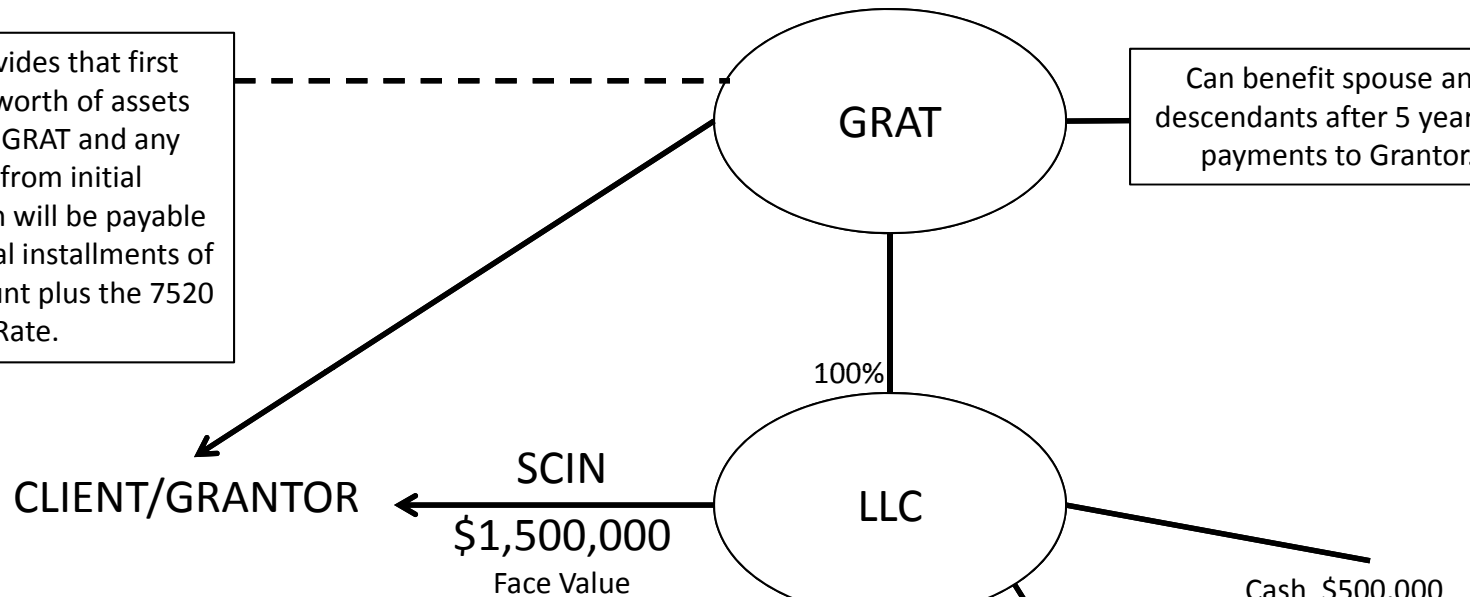 vides that first
worth of assets
GRAT and any
from initial
will be payable
al installments of
unt plus the 7520
Rate.
GRAT
Can benefit spouse an
descendants after 5 year
payments to Grantor.
100%
CLIENT/GRANTOR
SCIN
$1,500,000
Face Value
LLC
Cash $500,000